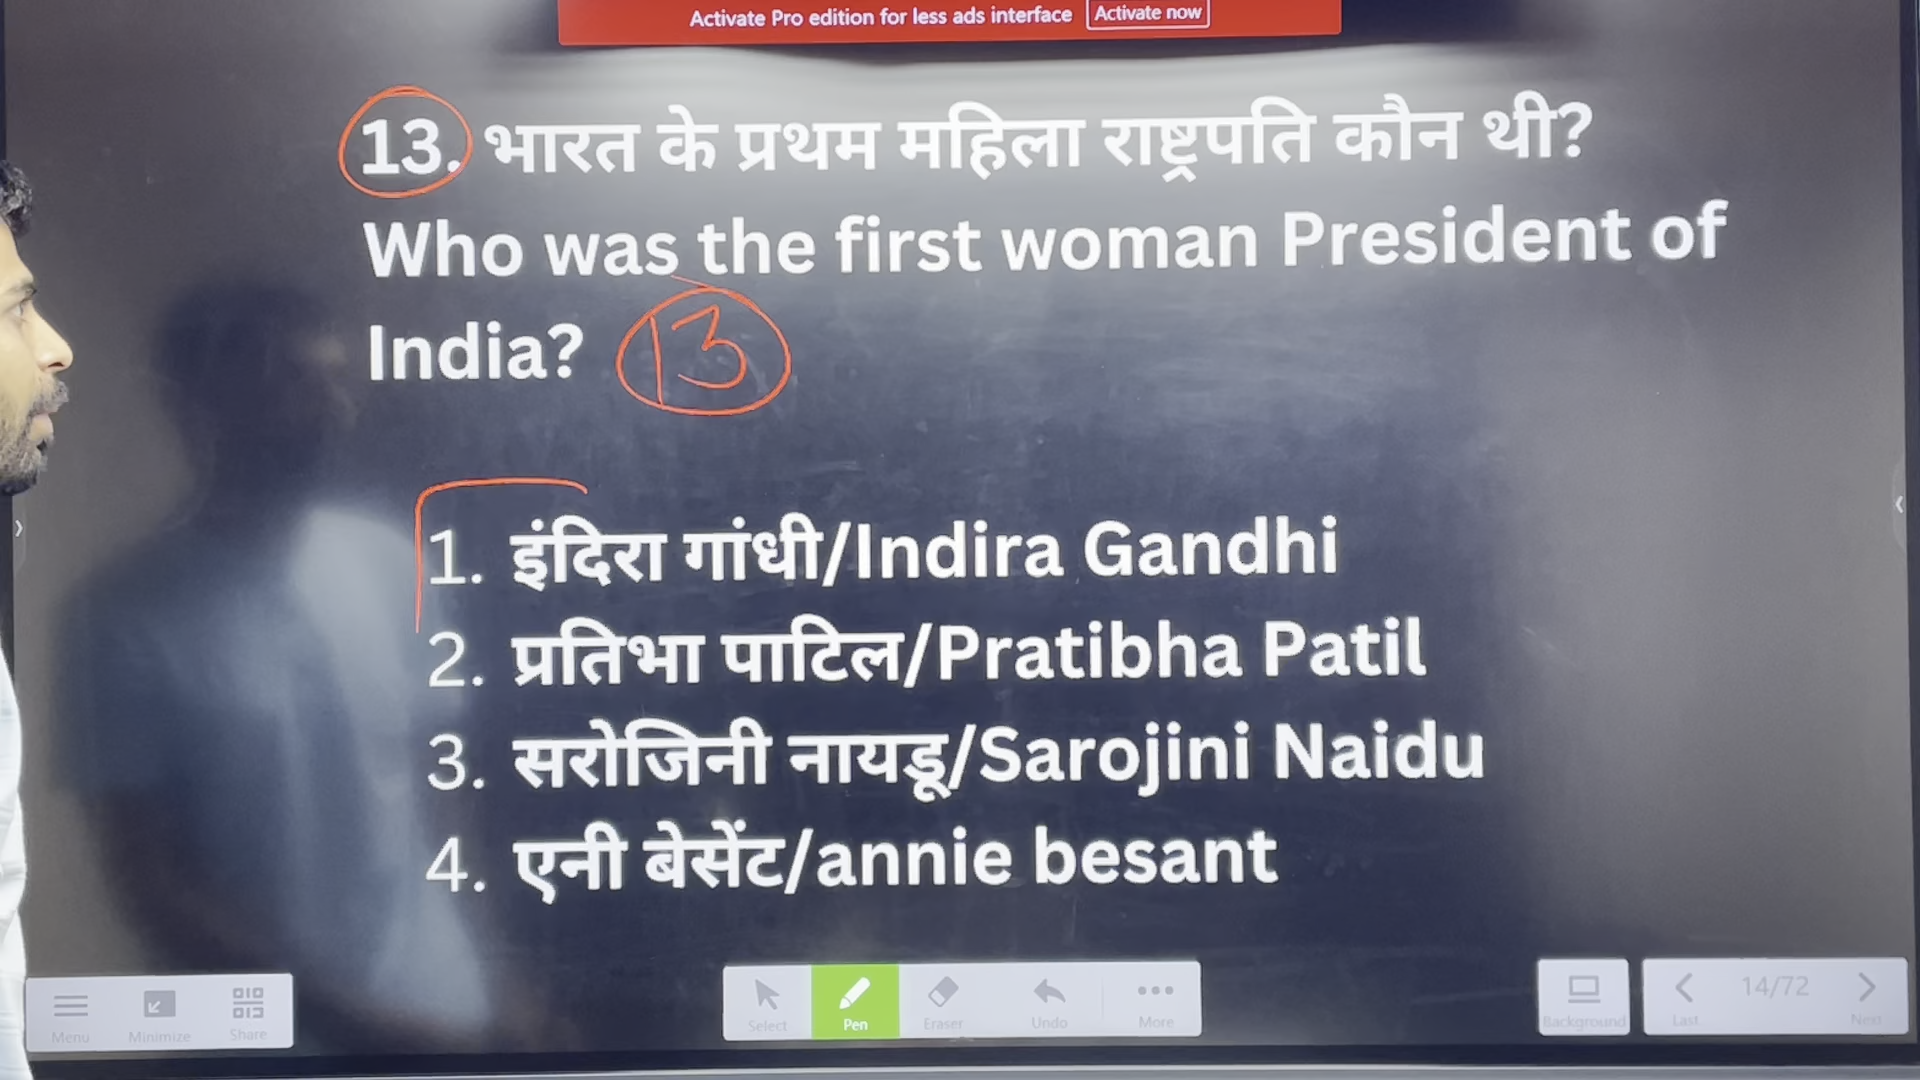 Activate Pro edition for less ads interface Activate now
13. भारत के प्रथम महिला राष्ट्रपति कौन थी?
Who was the first woman President of
India? 13
1. इंदिरा गांधी/Indira Gandhi
2. प्रतिभा पाटिल/Pratibha Patil
3. सरोजिनी नायडू/Sarojini Naidu
4. एनी बेसेंट/annie besant
Menu Minimize Share Select Pen Eraser Undo More Background Last 14/72 Next